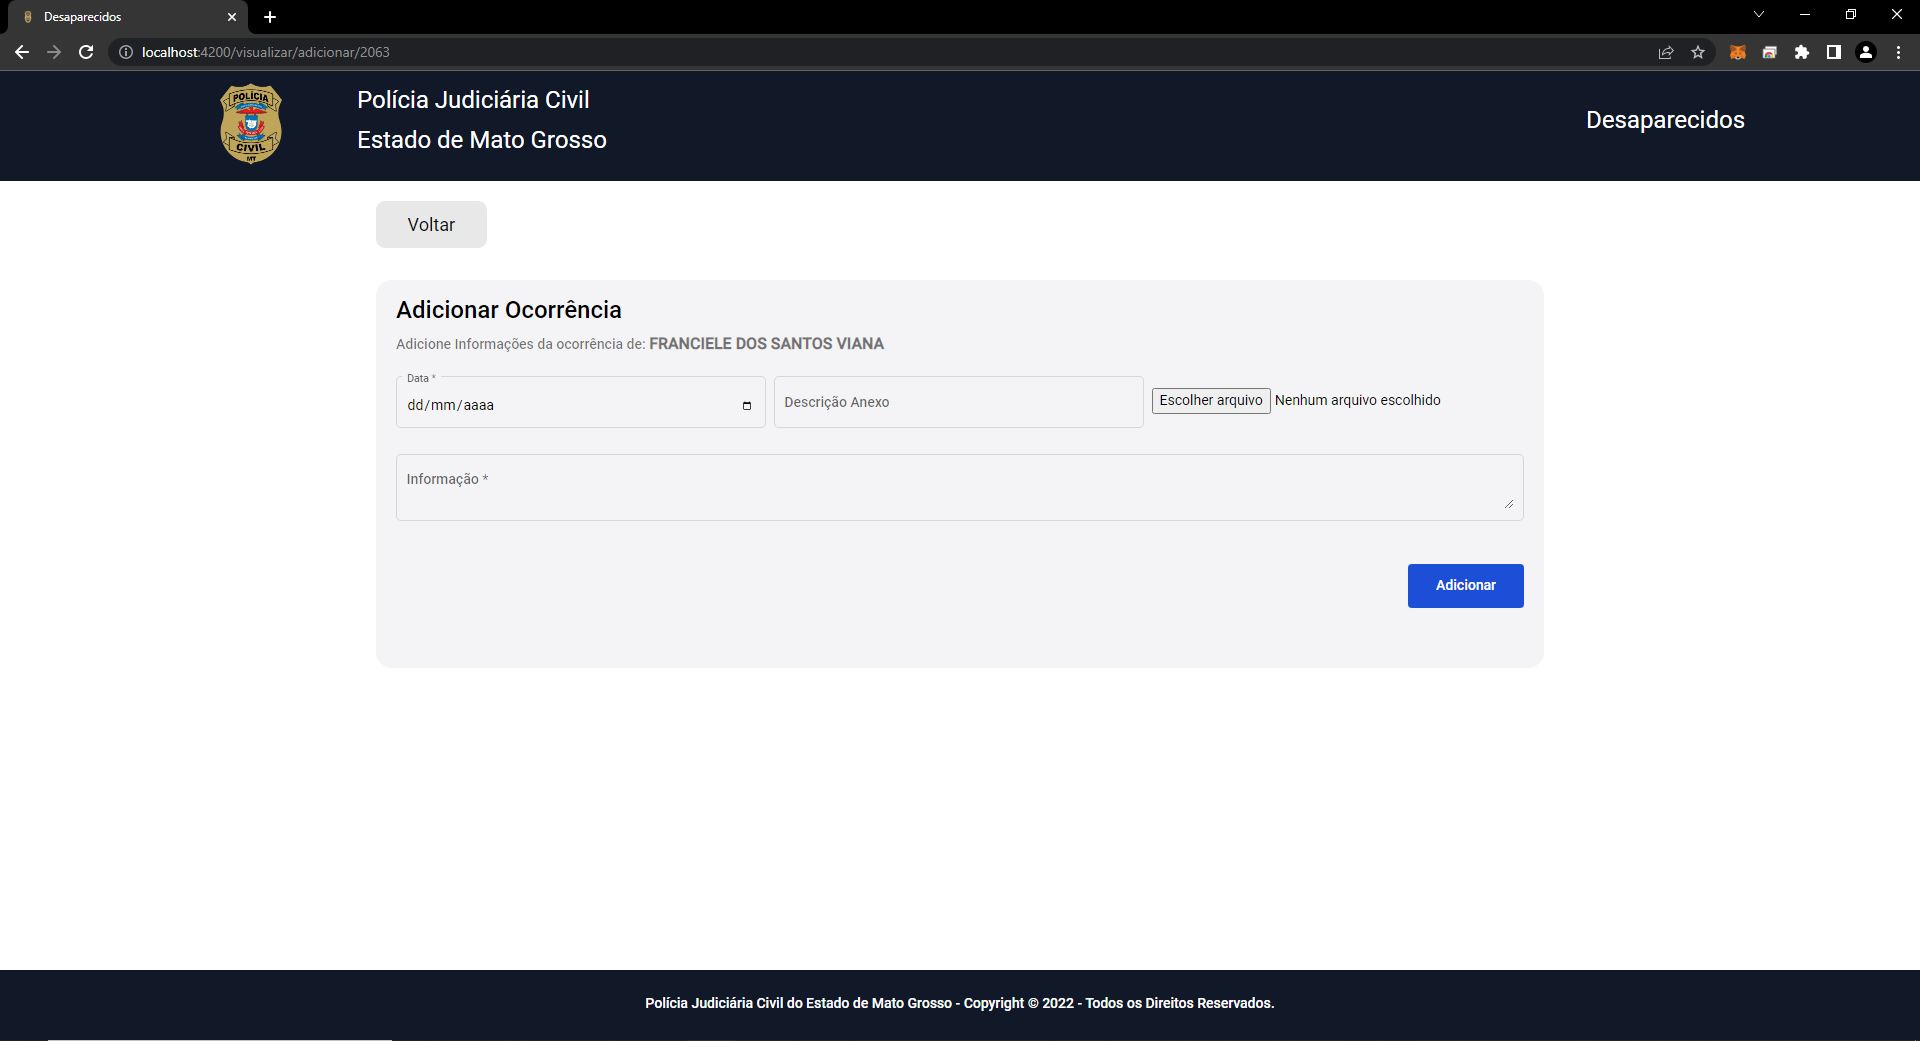 Desaparecidos
localhost:4200/visualizar/adicionar/2063
POLÍCIA
CIVIL
MT
Polícia Judiciária Civil
Estado de Mato Grosso
Desaparecidos
Voltar
Adicionar Ocorrência
Adicione Informações da ocorrência de: FRANCIELE DOS SANTOS VIANA
Data *
dd/mm/aaaa
Descrição Anexo
Escolher arquivo Nenhum arquivo escolhido
Informação *
Adicionar
Polícia Judiciária Civil do Estado de Mato Grosso - Copyright © 2022 - Todos os Direitos Reservados.